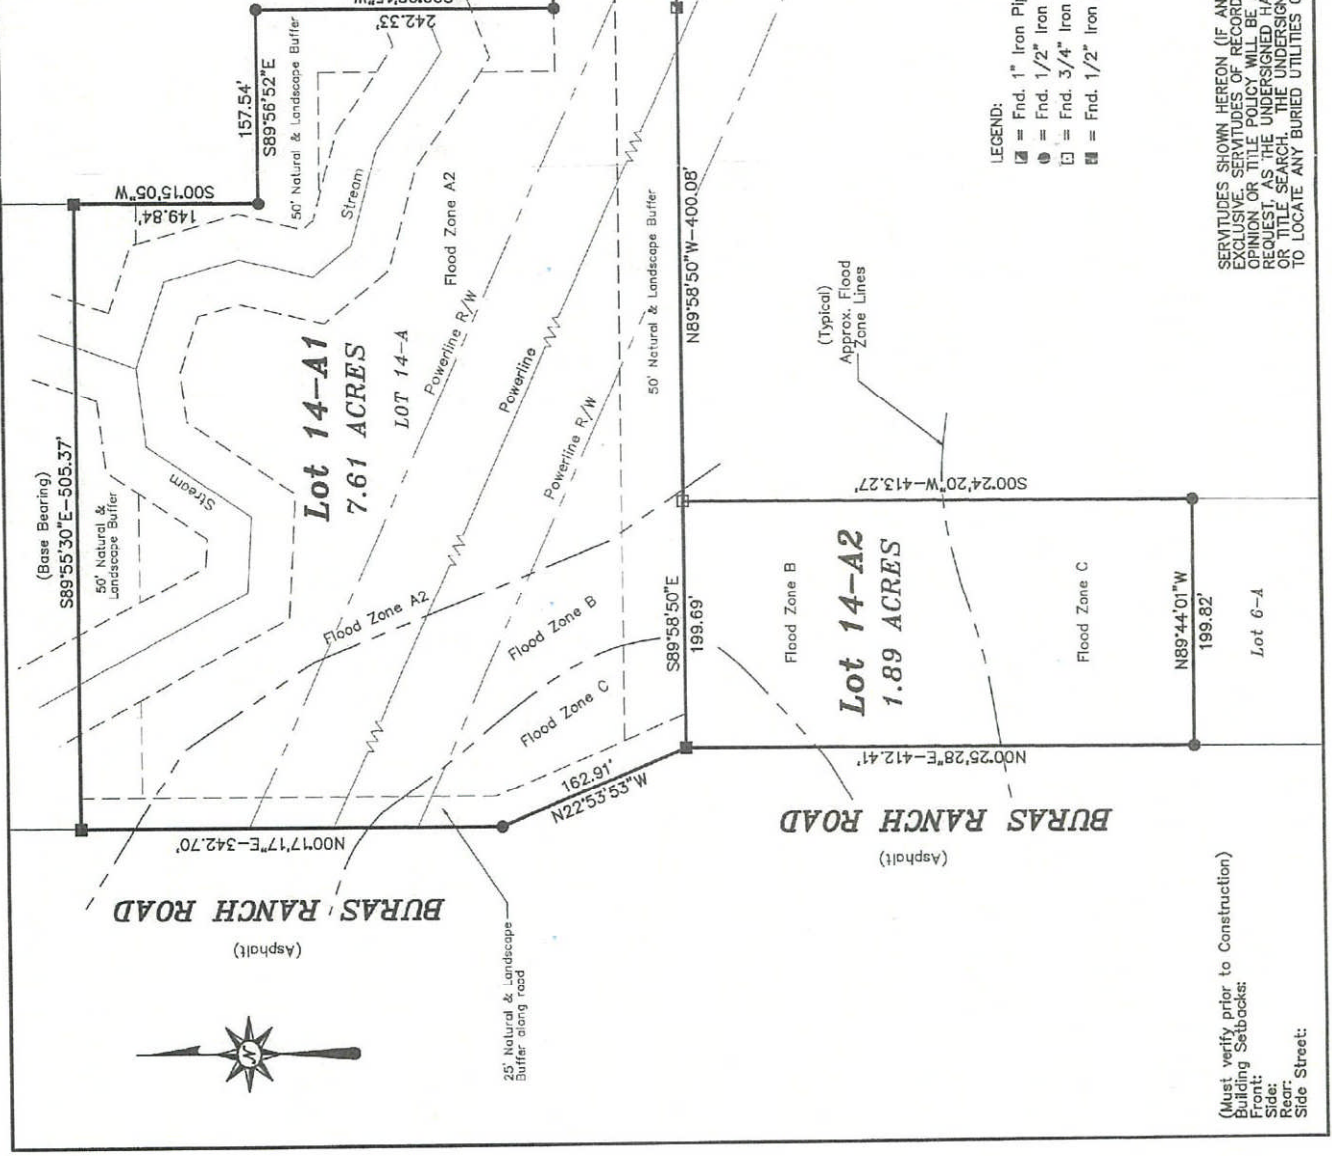 242.33'
157.54'
S89°56'52"E
50' Natural & Landscape Buffer
S00°15'05"W
149.84'
Stream
Flood Zone A2
(Base Bearing)
S89°55'30"E-505.37'
50' Natural &
Landscape Buffer
Stream
Lot 14-A1
7.61 ACRES
LOT 14-A
Powerline R/W
Powerline
Powerline R/W
50' Natural & Landscape Buffer
N89°58'50"W-400.08'
Flood Zone A2
Flood Zone B
Flood Zone C
S89°58'50"E
199.69'
162.91'
N22°53'53"W
N00°17'17"E-342.70'
BURAS RANCH ROAD
(Asphalt)
25' Natural & Landscape
Buffer along road
N
(Typical)
Approx. Flood
Zone Lines
S00°24'20"W-413.27'
Flood Zone B
Lot 14-A2
1.89 ACRES
Flood Zone C
N89°44'01"W
199.82'
Lot 6-A
N00°25'28"E-412.41'
BURAS RANCH ROAD
(Asphalt)
LEGEND:
= Fnd. 1" Iron Pip
= Fnd. 1/2" Iron
= Fnd. 3/4" Iron
= Fnd. 1/2" Iron
SERVITUDES SHOWN HEREON (IF AN
EXCLUSIVE. SERVITUDES OF RECORD
OPINION OR TITLE POLICY WILL BE
REQUEST, AS THE UNDERSIGNED HA
OR TITLE SEARCH. THE UNDERSIGN
TO LOCATE ANY BURIED UTILITIES O
(Must verify prior to Construction)
Building Setbacks:
Front:
Side:
Rear:
Side Street: